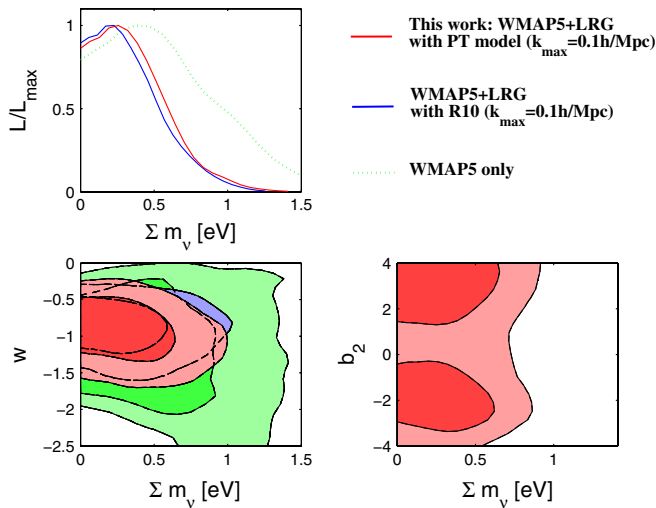 1
0.5
0
L/L_max
0 0.5 1 1.5
Σ m_ν [eV]
This work: WMAP5+LRG
with PT model (k_max=0.1h/Mpc)
WMAP5+LRG
with R10 (k_max=0.1h/Mpc)
WMAP5 only
0
−0.5
−1
−1.5
−2
−2.5
w
0 0.5 1 1.5
Σ m_ν [eV]
4
2
0
−2
−4
b_2
0 0.5 1
Σ m_ν [eV]